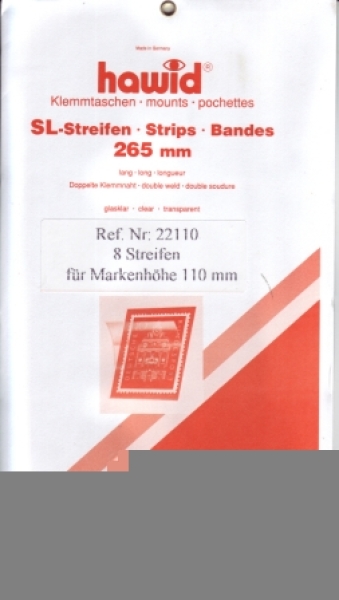 Made in Germany
hawid®
Klemmtaschen · mounts · pochettes
SL-Streifen · Strips · Bandes
265 mm
lang · long · longueur
Doppelte Klemmnaht · double weld · double soudure
glasklar · clear · transparent
Ref. Nr: 22110
8 Streifen
für Markenhöhe 110 mm